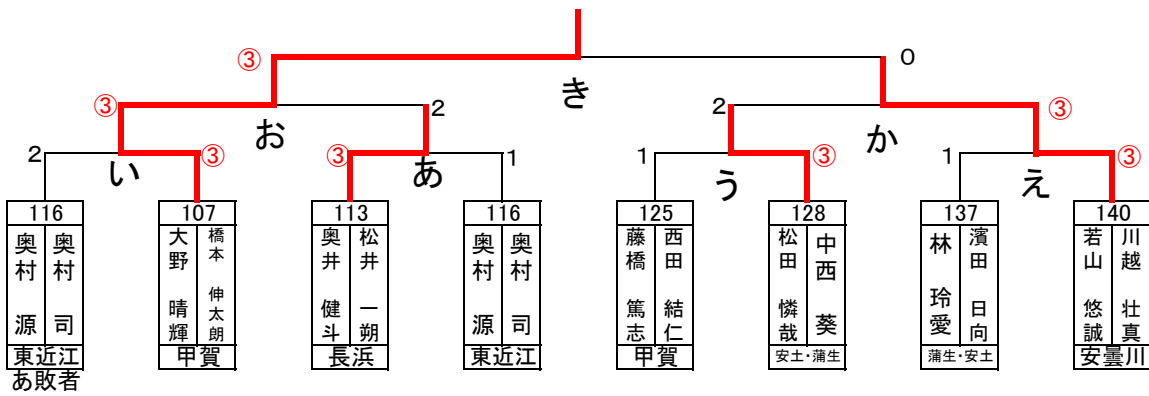 ③ 0
き
③ 2 2 ③
お か
2 ③ ③ 1 1 ③ 1 ③
い あ う え
116 107 113 116 125 128 137 140
奥村 源 奥村 司
大野 晴輝 橋本 伸太朗
奥井 健斗 松井 一朔
奥村 源 奥村 司
藤橋 篤志 西田 結仁
松田 憐哉 中西 葵
林 玲愛 濱田 日向
若山 悠誠 川越 壮真
東近江 甲賀 長浜 東近江 甲賀 安土・蒲生 蒲生・安土 安曇川
あ敗者